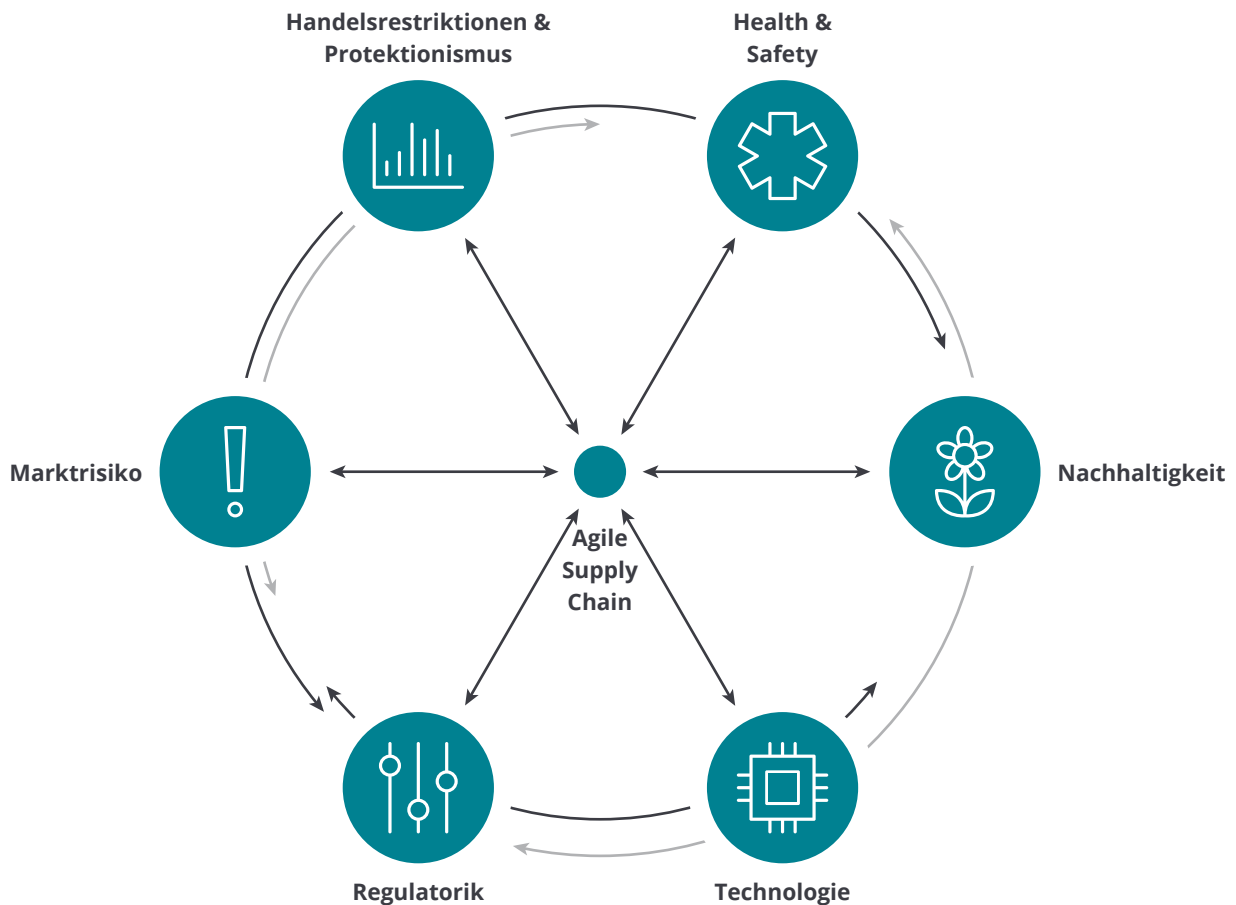 Handelsrestriktionen &
Protektionismus
Health &
Safety
Marktrisiko
Nachhaltigkeit
Agile
Supply
Chain
Regulatorik
Technologie